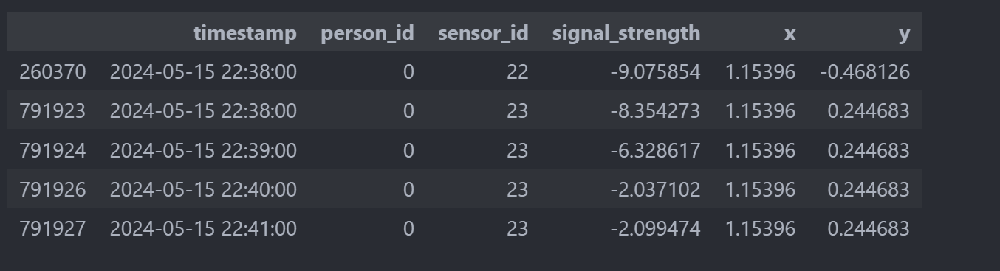 timestamp person_id sensor_id signal_strength x y
260370 2024-05-15 22:38:00 0 22 -9.075854 1.15396 -0.468126
791923 2024-05-15 22:38:00 0 23 -8.354273 1.15396 0.244683
791924 2024-05-15 22:39:00 0 23 -6.328617 1.15396 0.244683
791926 2024-05-15 22:40:00 0 23 -2.037102 1.15396 0.244683
791927 2024-05-15 22:41:00 0 23 -2.099474 1.15396 0.244683